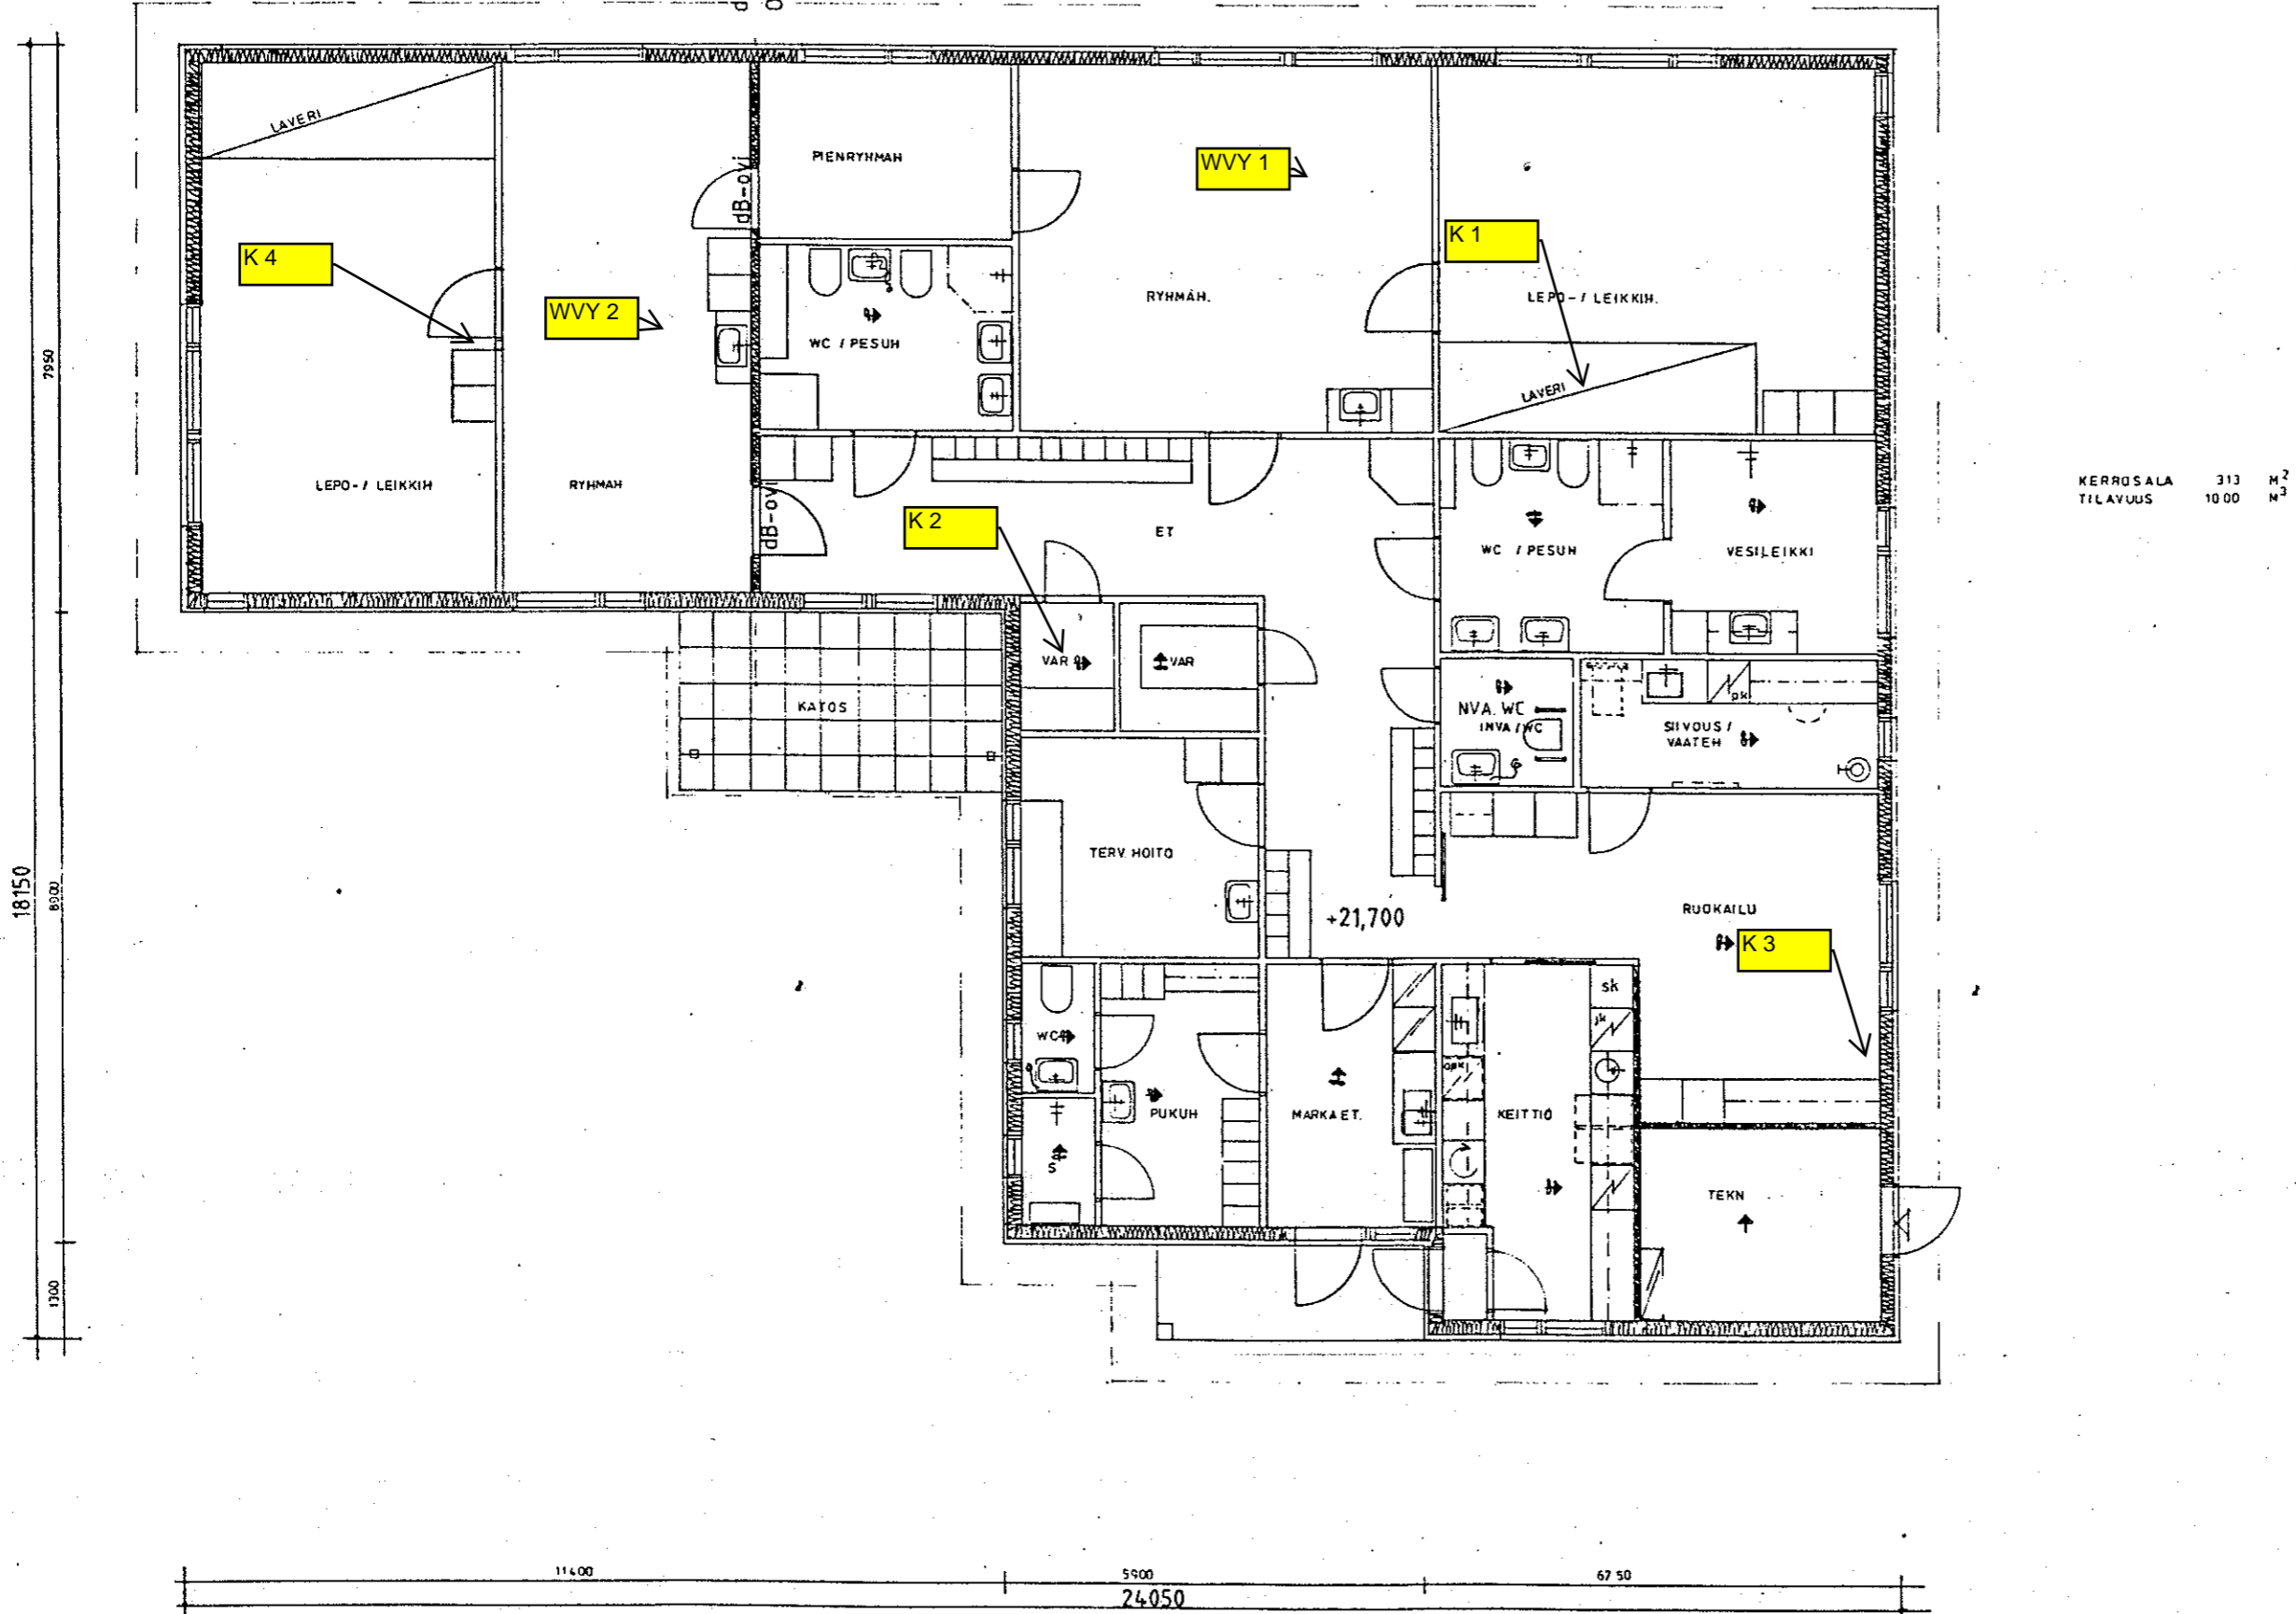 LAVERI
PIENRYHMÄH
dB-ovi
WVY 1
K 1
K 4
WVY 2
RYHMÄH.
LEPO- / LEIKKIH.
WC / PESUH
LAVERI
7950
LEPO- / LEIKKIH
RYHMÄH
dB-ovi
K 2
ET
WC / PESUH
VESILEIKKI
KERROSALA 313 M²
TILAVUUS 1000 M³
VAR
VAR
KATOS
NVA. WC
INVA / WC
pk
SIIVOUS /
VAATEH
TERV. HOITO
18150
8900
+21,700
RUOKAILU
K 3
sk
jk
WC
PUKUH
MARKAET.
KEITTIÖ
S
TEKN
1300
11400
5900
6750
24050